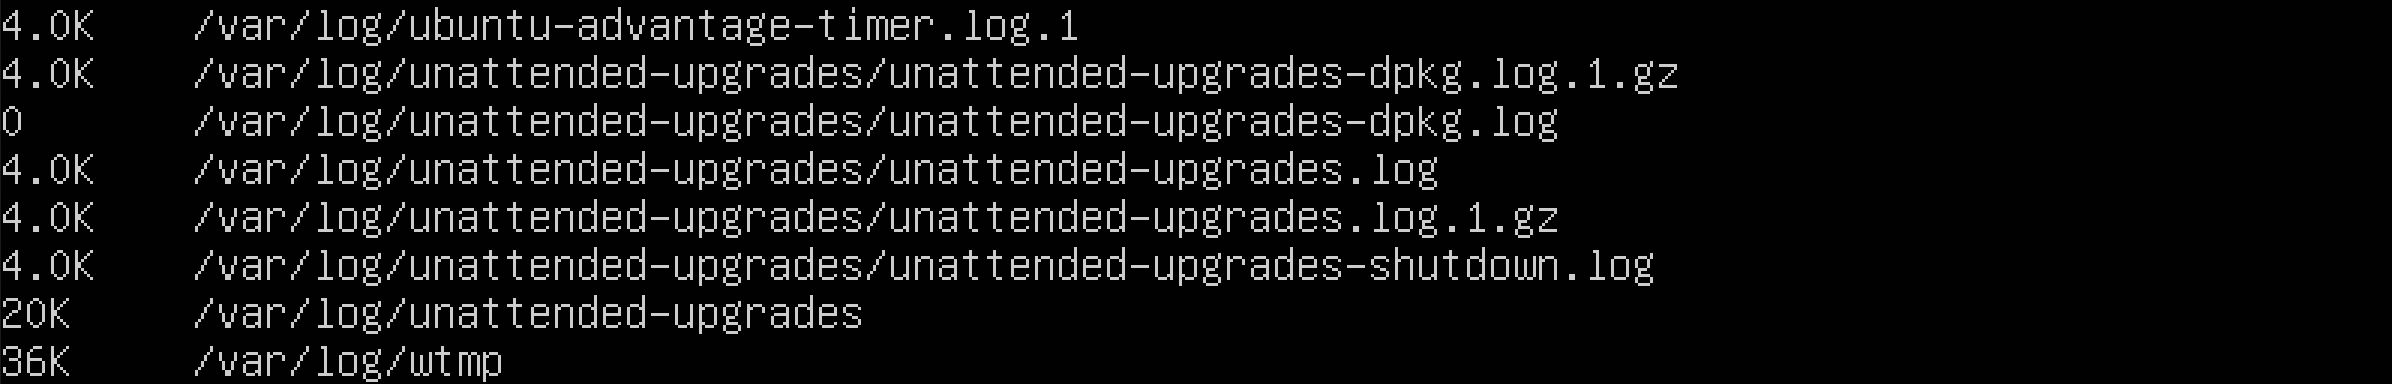 4.0K    /var/log/ubuntu-advantage-timer.log.1
4.0K    /var/log/unattended-upgrades/unattended-upgrades-dpkg.log.1.gz
0       /var/log/unattended-upgrades/unattended-upgrades-dpkg.log
4.0K    /var/log/unattended-upgrades/unattended-upgrades.log
4.0K    /var/log/unattended-upgrades/unattended-upgrades.log.1.gz
4.0K    /var/log/unattended-upgrades/unattended-upgrades-shutdown.log
20K     /var/log/unattended-upgrades
36K     /var/log/wtmp